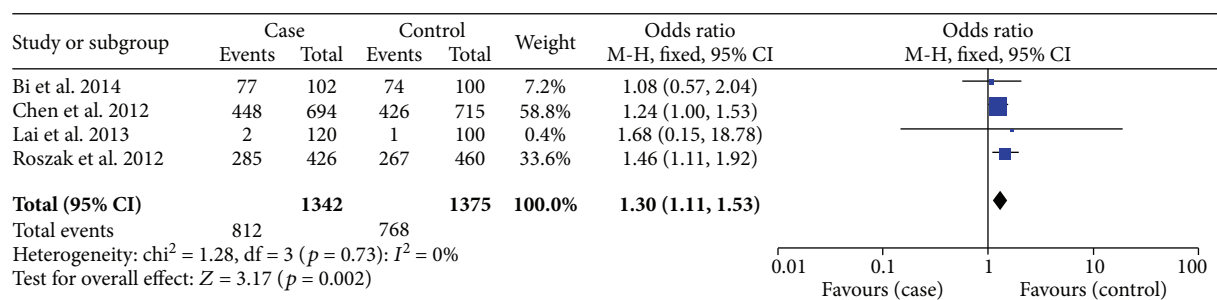 Study or subgroup Case Control Weight Odds ratio Odds ratio
Events Total Events Total M-H, fixed, 95% CI M-H, fixed, 95% CI
Bi et al. 2014 77 102 74 100 7.2% 1.08 (0.57, 2.04)
Chen et al. 2012 448 694 426 715 58.8% 1.24 (1.00, 1.53)
Lai et al. 2013 2 120 1 100 0.4% 1.68 (0.15, 18.78)
Roszak et al. 2012 285 426 267 460 33.6% 1.46 (1.11, 1.92)
Total (95% CI) 1342 1375 100.0% 1.30 (1.11, 1.53)
Total events 812 768
Heterogeneity: chi² = 1.28, df = 3 (p = 0.73): I² = 0%
Test for overall effect: Z = 3.17 (p = 0.002)
0.01 0.1 1 10 100
Favours (case) Favours (control)